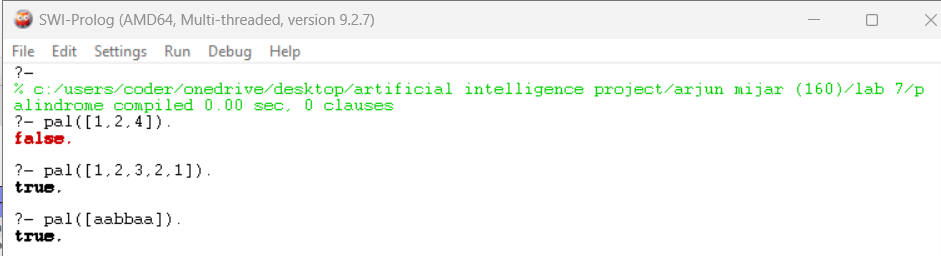 SWI-Prolog (AMD64, Multi-threaded, version 9.2.7)
File Edit Settings Run Debug Help
?-
% c:/users/coder/onedrive/desktop/artificial intelligence project/arjun mijar (160)/lab 7/p
alindrome compiled 0.00 sec, 0 clauses
?- pal([1,2,4]).
false.
?- pal([1,2,3,2,1]).
true.
?- pal([aabbaa]).
true.